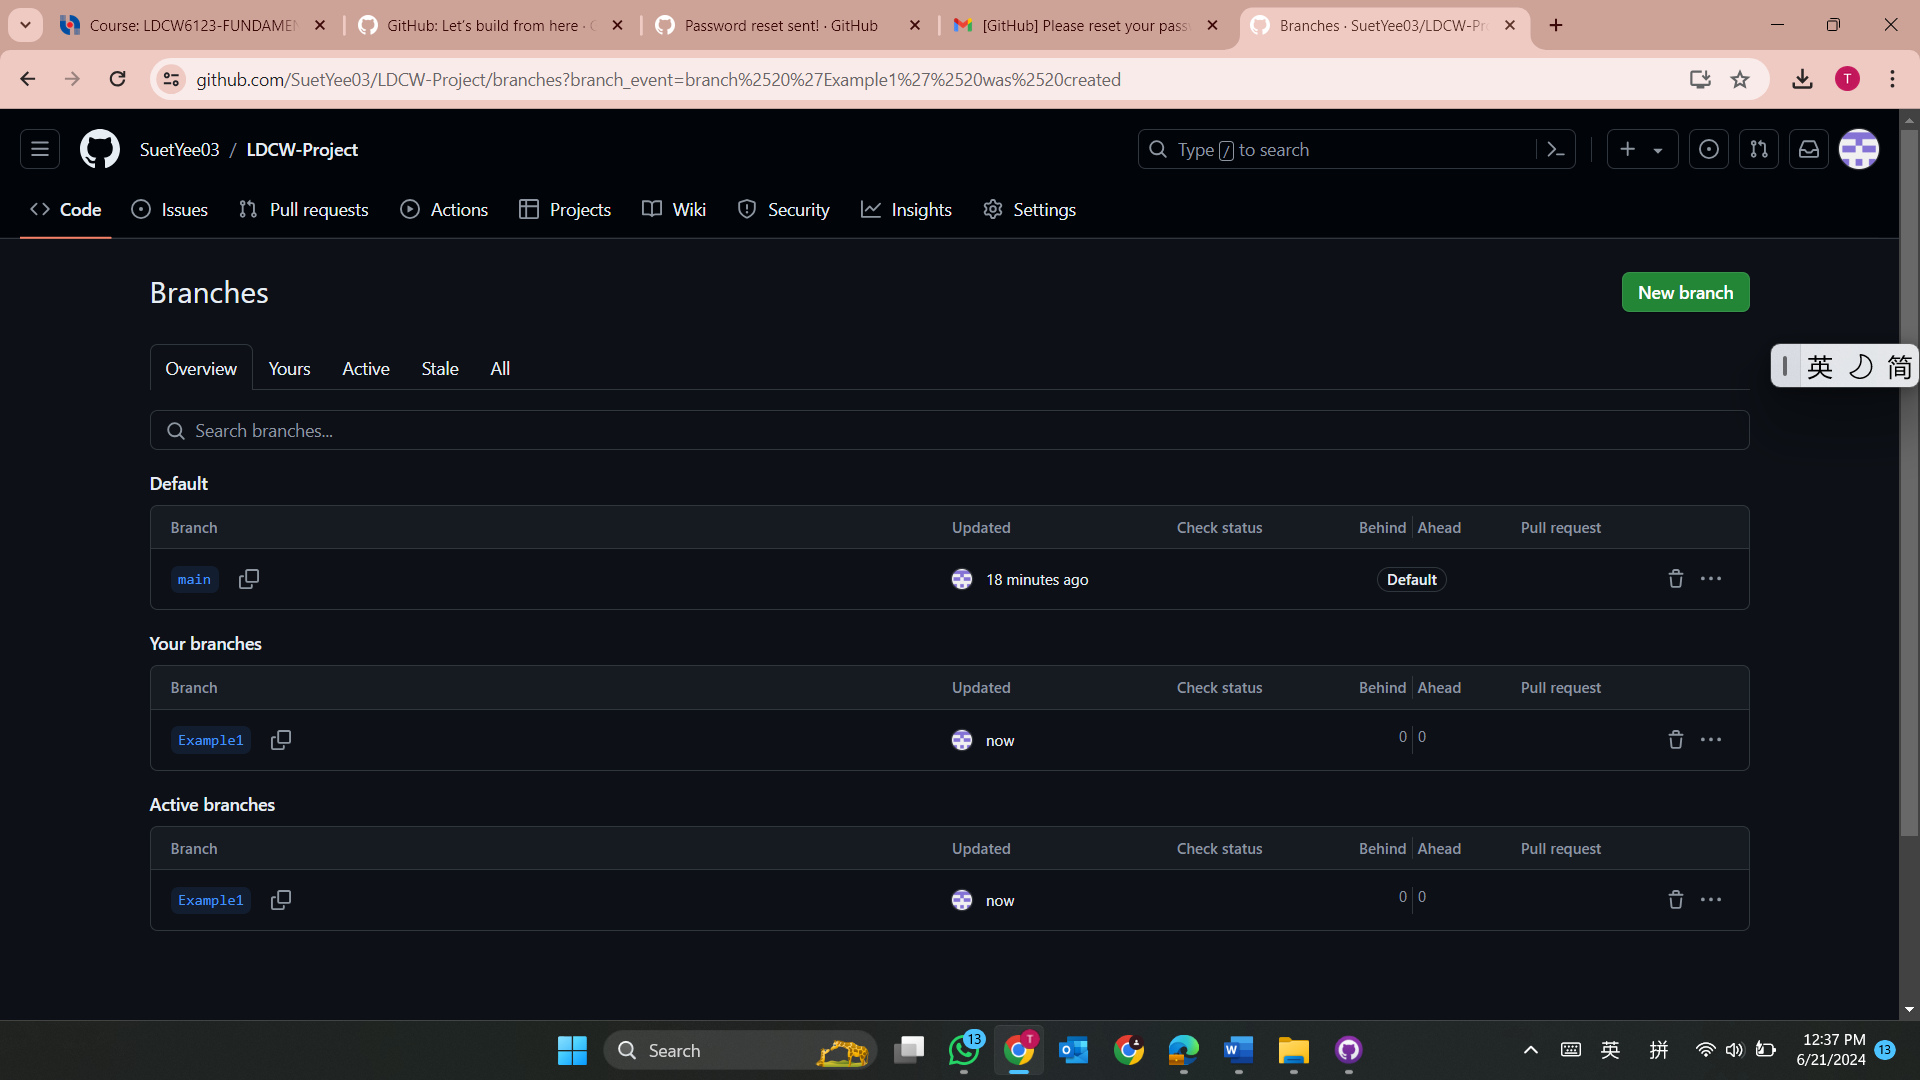 Course: LDCW6123-FUNDAMEN
GitHub: Let's build from here · G
Password reset sent! · GitHub
[GitHub] Please reset your passw
Branches · SuetYee03/LDCW-Pro
github.com/SuetYee03/LDCW-Project/branches?branch_event=branch%2520%27Example1%27%2520was%2520created
T
SuetYee03 / LDCW-Project
Type / to search
Code Issues Pull requests Actions Projects Wiki Security Insights Settings
Branches
New branch
英 简
Overview Yours Active Stale All
Search branches...
Default
Branch Updated Check status Behind Ahead Pull request
main 18 minutes ago Default
Your branches
Branch Updated Check status Behind Ahead Pull request
Example1 now 0 0
Active branches
Branch Updated Check status Behind Ahead Pull request
Example1 now 0 0
Search
13
T
英 拼
12:37 PM
6/21/2024
13